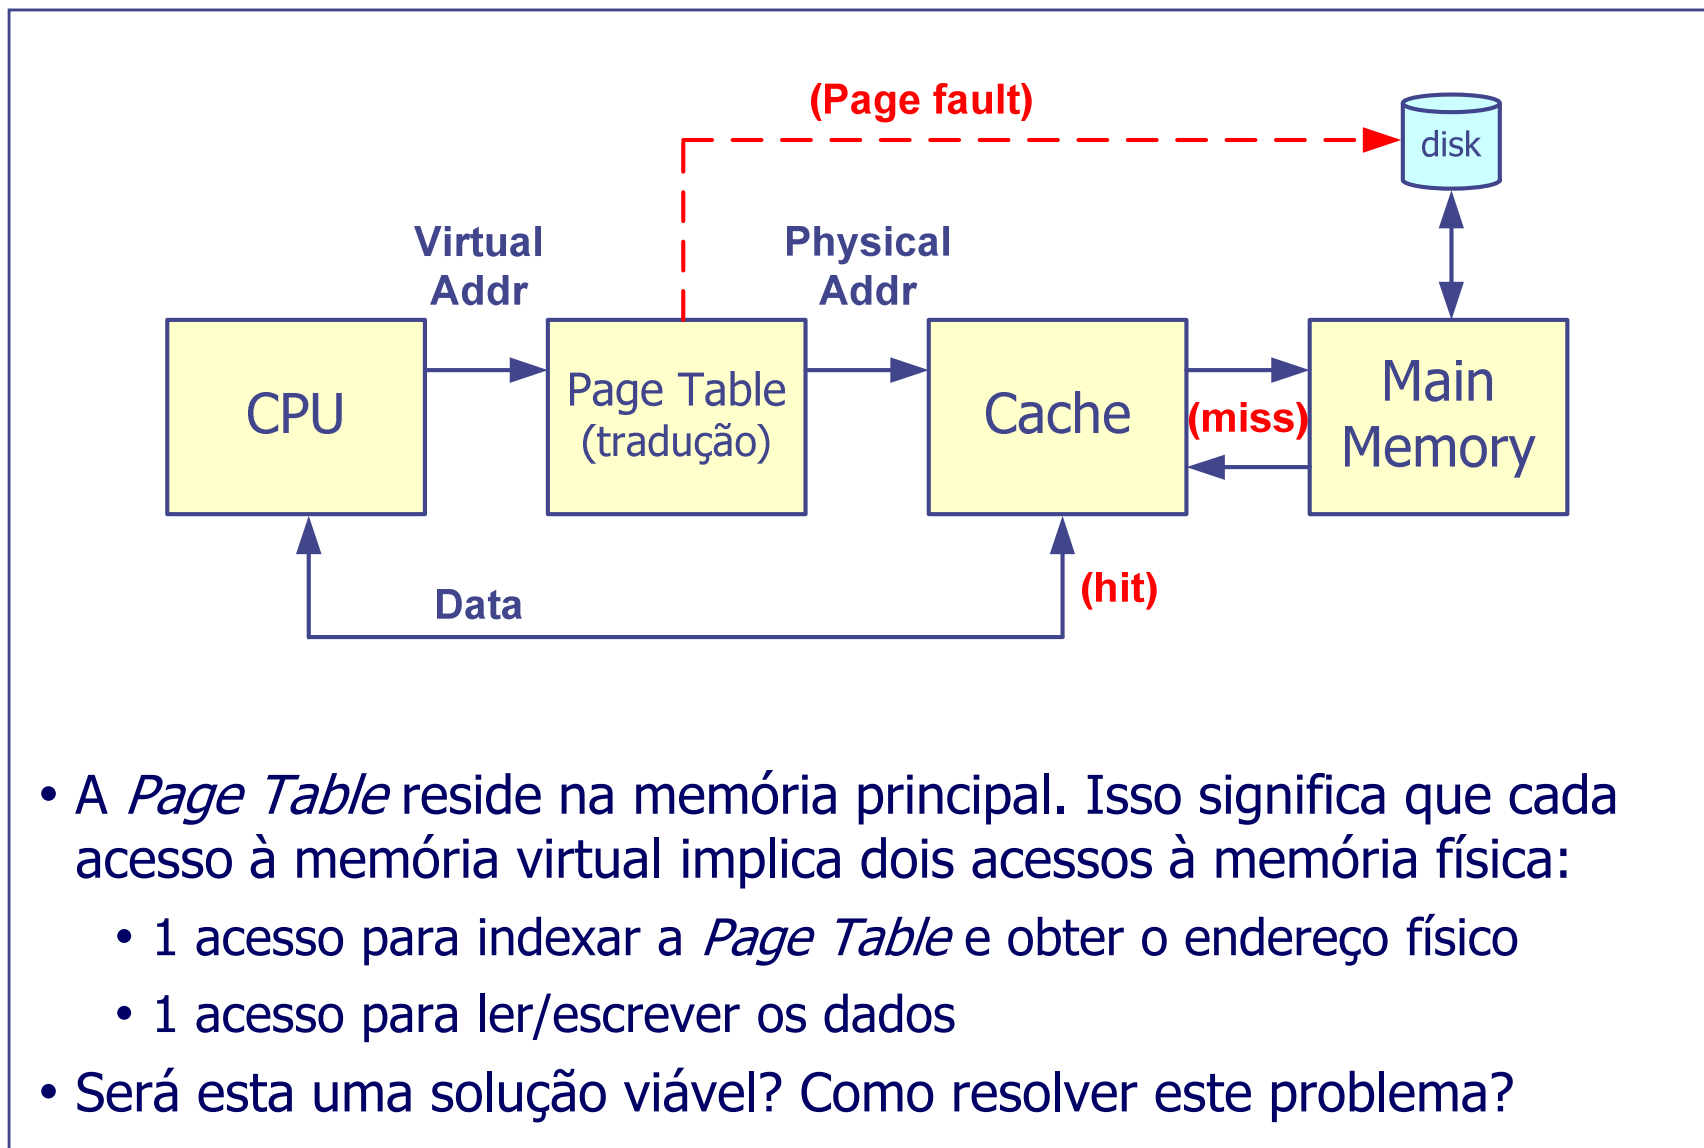 (Page fault)
disk
Virtual
Addr
Physical
Addr
CPU
Page Table
(tradução)
Cache
(miss)
Main
Memory
Data
(hit)
• A Page Table reside na memória principal. Isso significa que cada
acesso à memória virtual implica dois acessos à memória física:
• 1 acesso para indexar a Page Table e obter o endereço físico
• 1 acesso para ler/escrever os dados
• Será esta uma solução viável? Como resolver este problema?